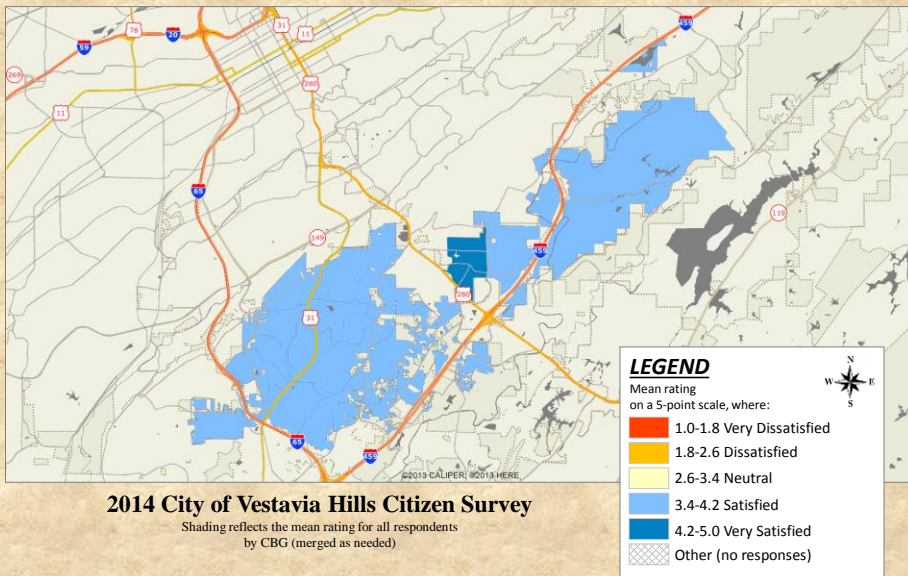 78
31
11
459
59
20
269
280
11
65
119
149
459
280
31
65
459
©2013 CALIPER; ©2013 HERE
LEGEND
Mean rating
on a 5-point scale, where:
N
W E
S
1.0-1.8 Very Dissatisfied
1.8-2.6 Dissatisfied
2.6-3.4 Neutral
3.4-4.2 Satisfied
4.2-5.0 Very Satisfied
Other (no responses)
2014 City of Vestavia Hills Citizen Survey
Shading reflects the mean rating for all respondents
by CBG (merged as needed)